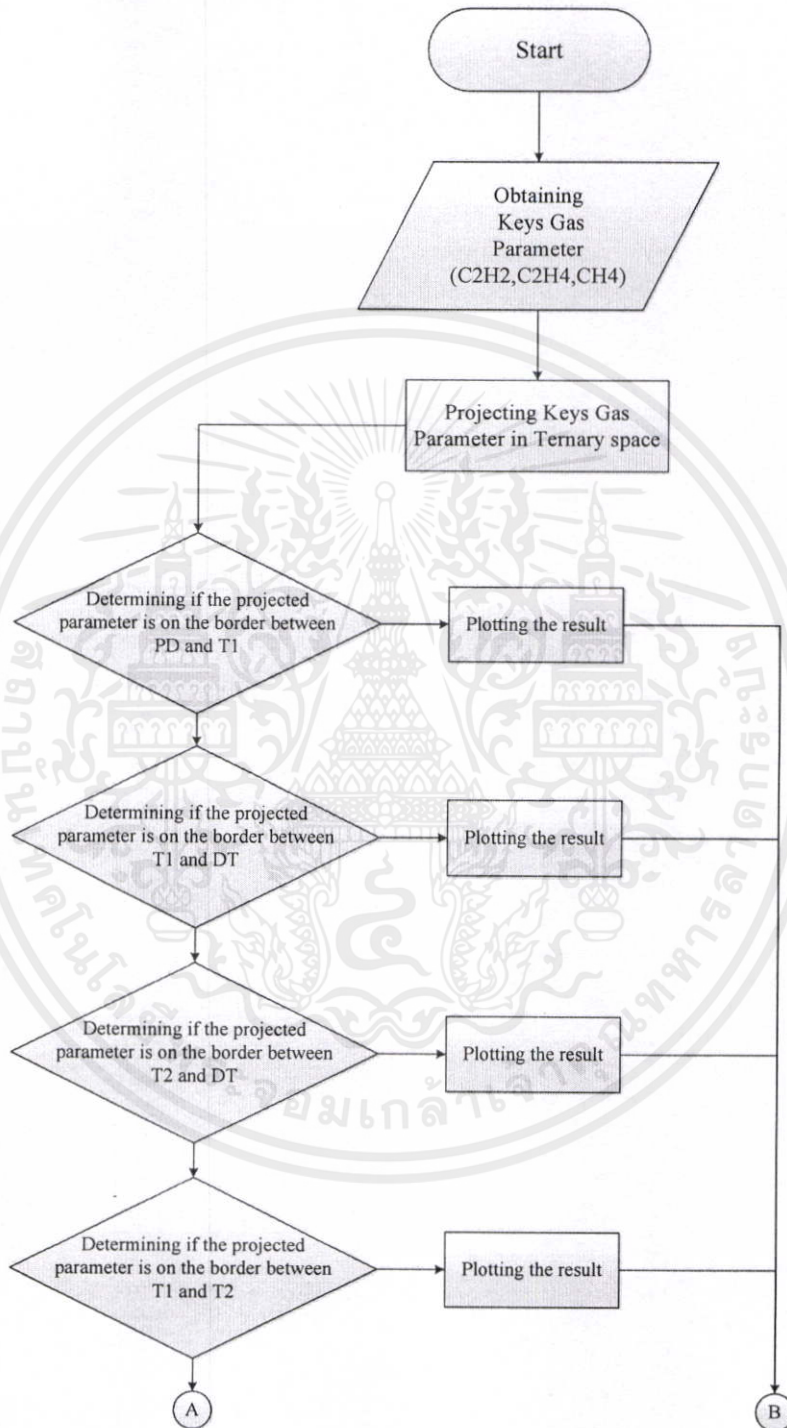 Start
Obtaining
Keys Gas
Parameter
(C2H2,C2H4,CH4)
Projecting Keys Gas
Parameter in Ternary space
Determining if the projected
parameter is on the border between
PD and T1
Plotting the result
Determining if the projected
parameter is on the border between
T1 and DT
Plotting the result
Determining if the projected
parameter is on the border between
T2 and DT
Plotting the result
Determining if the projected
parameter is on the border between
T1 and T2
Plotting the result
A
B